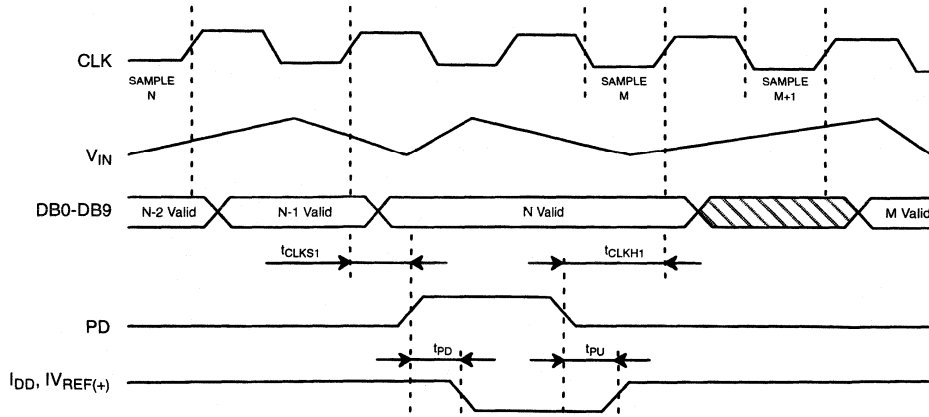 CLK
SAMPLE
N
SAMPLE
M
SAMPLE
M+1
VIN
DB0-DB9
N-2 Valid
N-1 Valid
N Valid
M Valid
tCLKS1
tCLKH1
PD
tPD
tPU
IDD, IVREF(+)